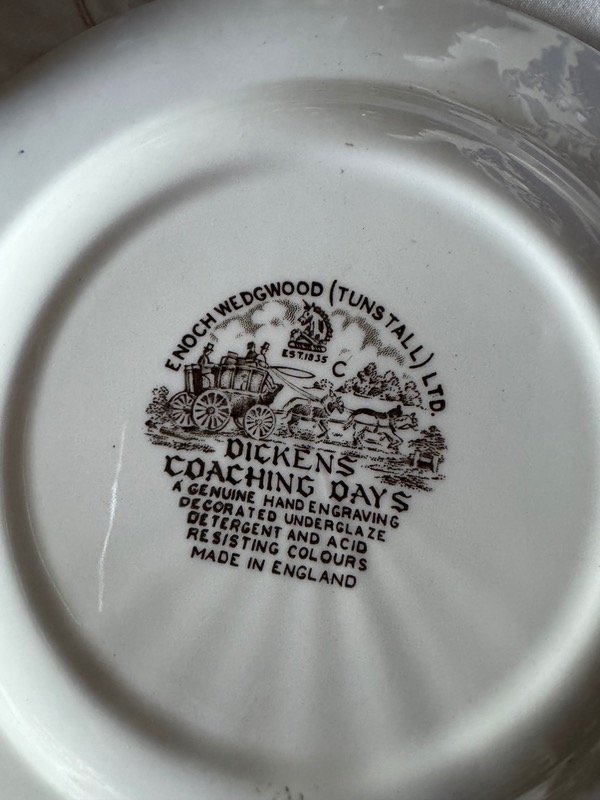 ENOCH WEDGWOOD (TUNSTALL) LTD.
EST. 1835
C
DICKENS
COACHING DAYS
A GENUINE HAND ENGRAVING
DECORATED UNDERGLAZE
DETERGENT AND ACID
RESISTING COLOURS
MADE IN ENGLAND